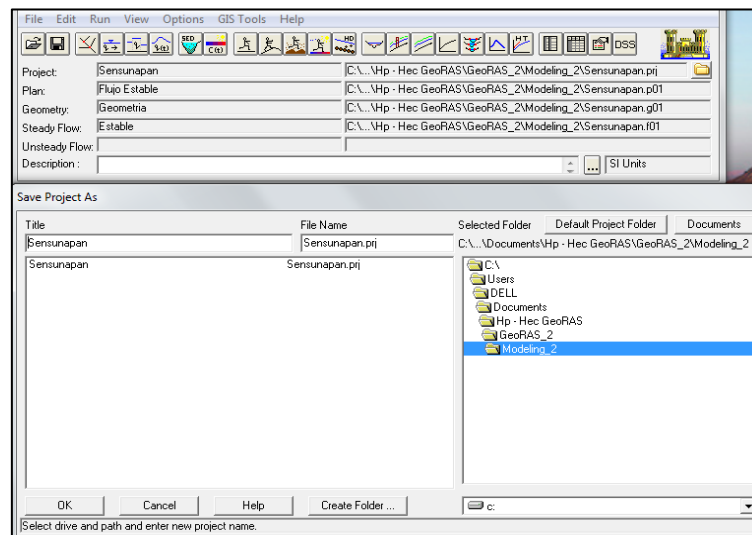 File Edit Run View Options GIS Tools Help
SED C(t) HD H.T. DSS
Project: Sensunapan C:\...\Hp - Hec GeoRAS\GeoRAS_2\Modeling_2\Sensunapan.prj
Plan: Flujo Estable C:\...\Hp - Hec GeoRAS\GeoRAS_2\Modeling_2\Sensunapan.p01
Geometry: Geometria C:\...\Hp - Hec GeoRAS\GeoRAS_2\Modeling_2\Sensunapan.g01
Steady Flow: Estable C:\...\Hp - Hec GeoRAS\GeoRAS_2\Modeling_2\Sensunapan.f01
Unsteady Flow:
Description : ... SI Units
Save Project As
Title File Name Selected Folder Default Project Folder Documents
Sensunapan Sensunapan.prj C:\...\Documents\Hp - Hec GeoRAS\GeoRAS_2\Modeling_2
Sensunapan Sensunapan.prj C:\
Users
DELL
Documents
Hp - Hec GeoRAS
GeoRAS_2
Modeling_2
OK Cancel Help Create Folder ... c:
Select drive and path and enter new project name.